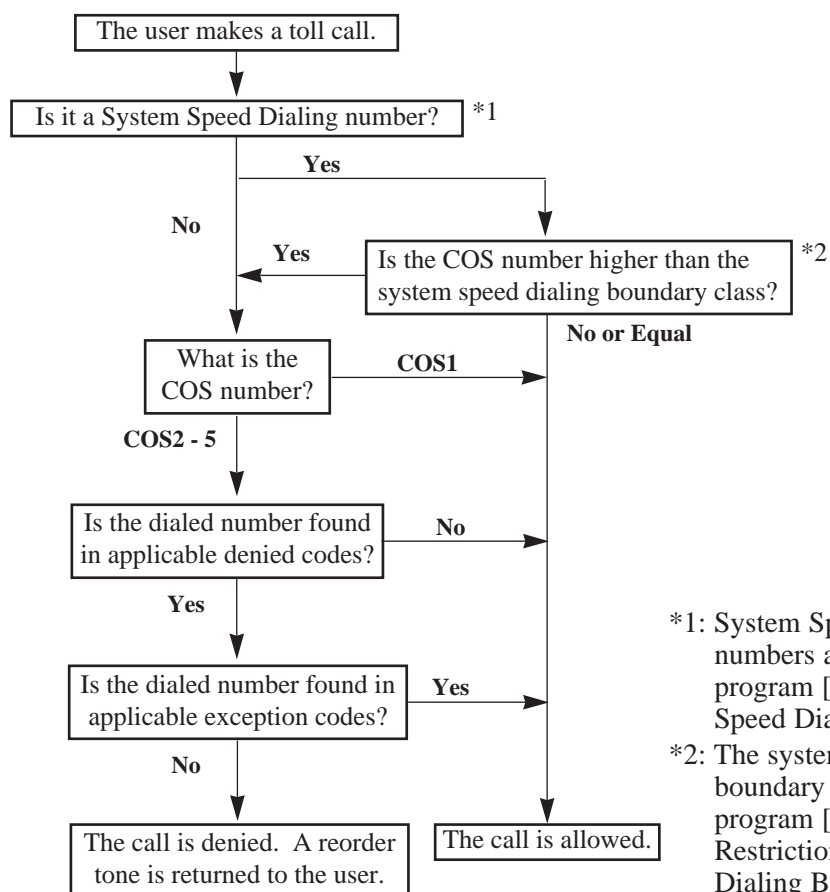 The user makes a toll call.
Is it a System Speed Dialing number? *1
Yes
No
Yes
Is the COS number higher than the
system speed dialing boundary class?
*2
No or Equal
What is the
COS number?
COS1
COS2 - 5
Is the dialed number found
in applicable denied codes?
No
Yes
Is the dialed number found in
applicable exception codes?
Yes
No
The call is denied. A reorder
tone is returned to the user.
The call is allowed.
*1: System Sp
numbers a
program [
Speed Dia
*2: The system
boundary
program [
Restriction
Dialing B